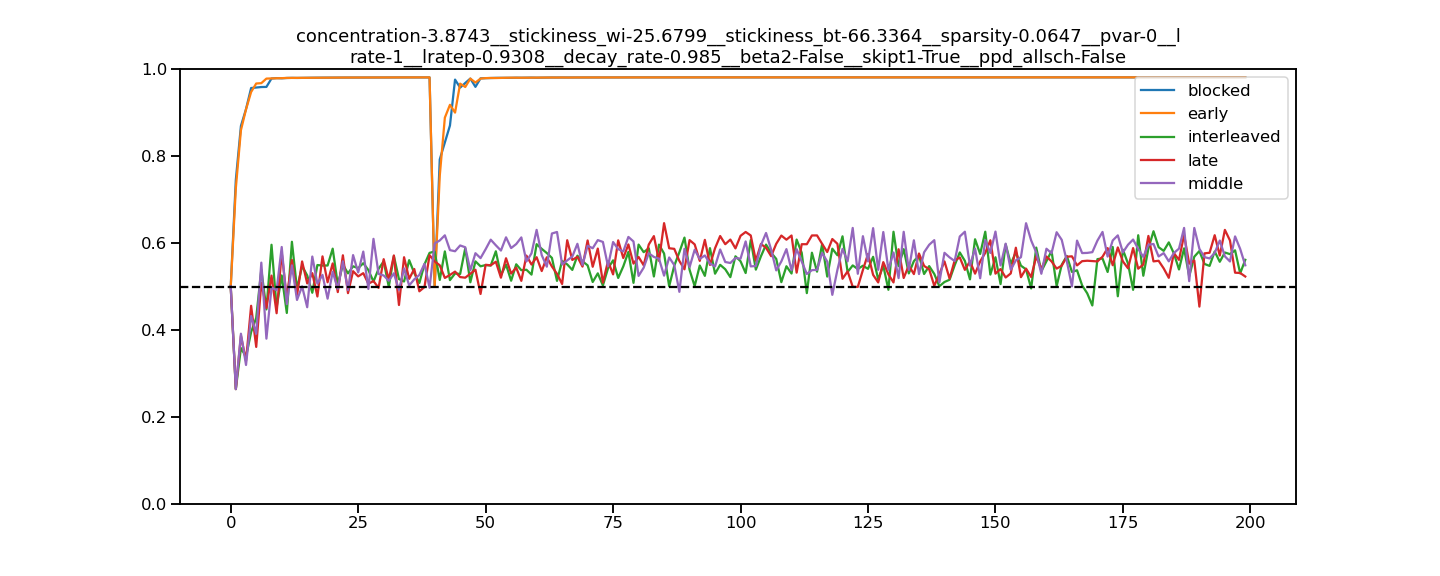 concentration-3.8743__stickiness_wi-25.6799__stickiness_bt-66.3364__sparsity-0.0647__pvar-0__l
rate-1__lratep-0.9308__decay_rate-0.985__beta2-False__skipt1-True__ppd_allsch-False
1.0
0.8
0.6
0.4
0.2
0.0
blocked
early
interleaved
late
middle
0 25 50 75 100 125 150 175 200